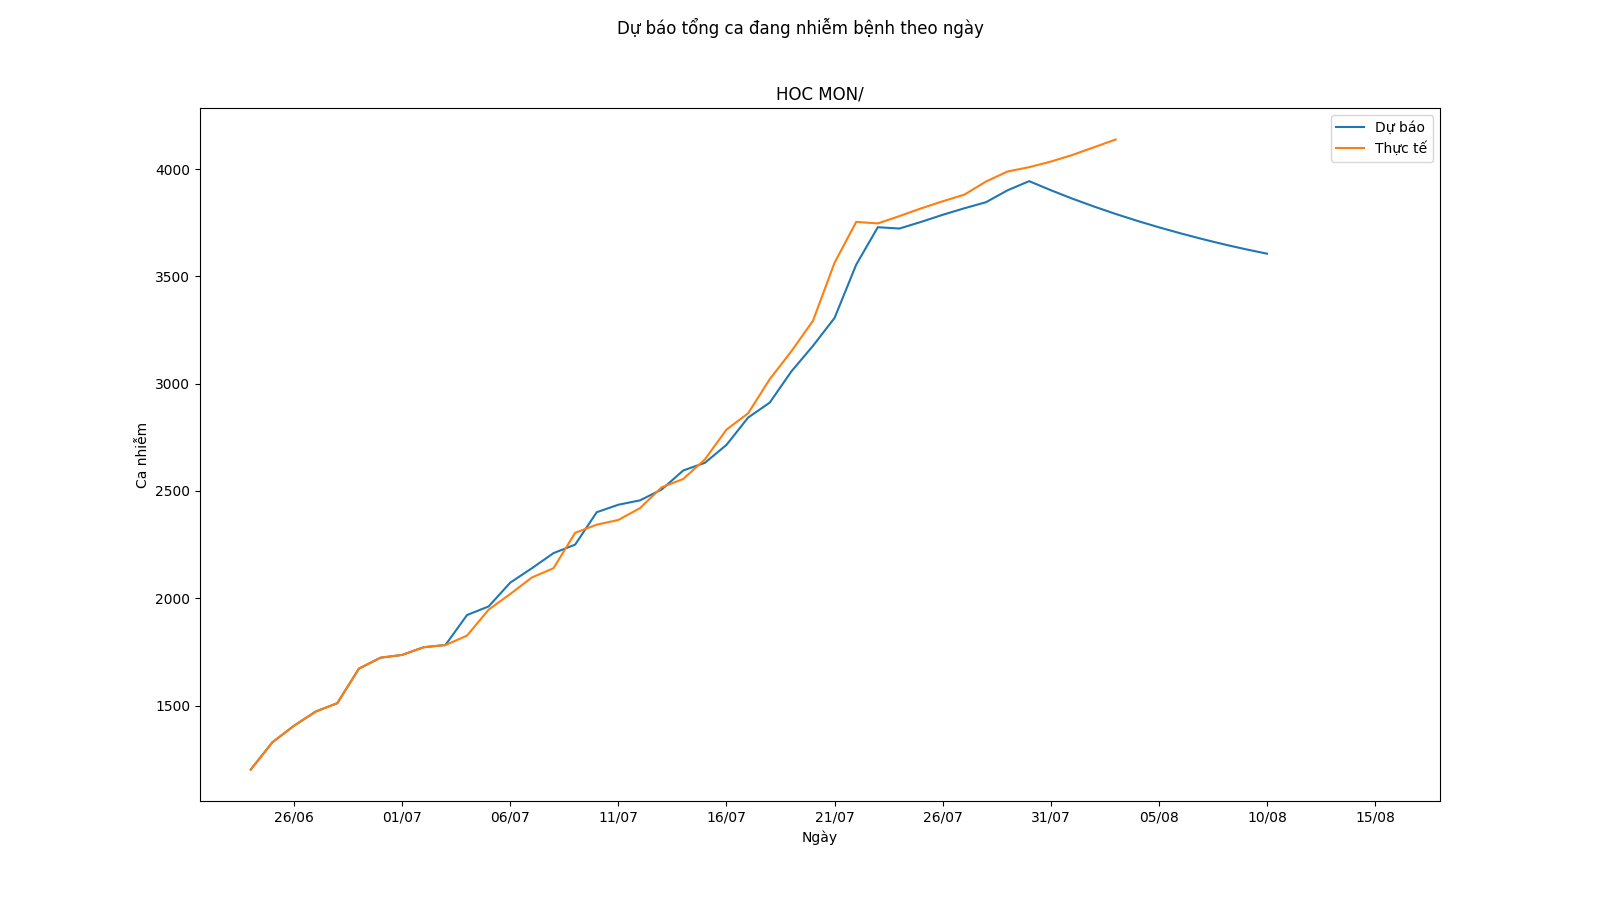 Dự báo tổng ca đang nhiễm bệnh theo ngày
HOC MON/
Dự báo
Thực tế
4000
3500
3000
2500
2000
1500
Ca nhiễm
26/06
01/07
06/07
11/07
16/07
21/07
26/07
31/07
05/08
10/08
15/08
Ngày